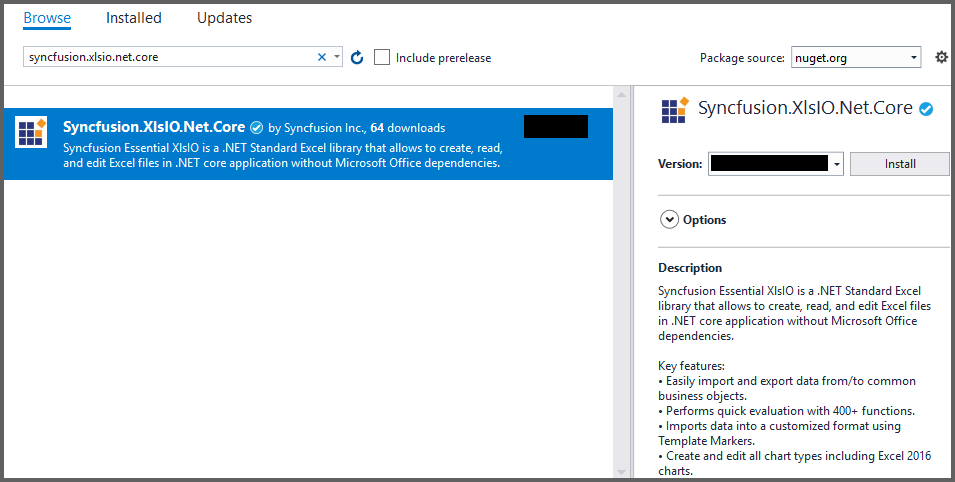 Browse Installed Updates
syncfusion.xlsio.net.core Include prerelease Package source: nuget.org
Syncfusion.XlsIO.Net.Core by Syncfusion Inc., 64 downloads
Syncfusion Essential XlsIO is a .NET Standard Excel library that allows to create, read,
and edit Excel files in .NET core application without Microsoft Office dependencies.
Syncfusion.XlsIO.Net.Core
Version: Install
Options
Description
Syncfusion Essential XlsIO is a .NET Standard Excel
library that allows to create, read, and edit Excel files
in .NET core application without Microsoft Office
dependencies.
Key features:
• Easily import and export data from/to common
business objects.
• Performs quick evaluation with 400+ functions.
• Imports data into a customized format using
Template Markers.
• Create and edit all chart types including Excel 2016
charts.